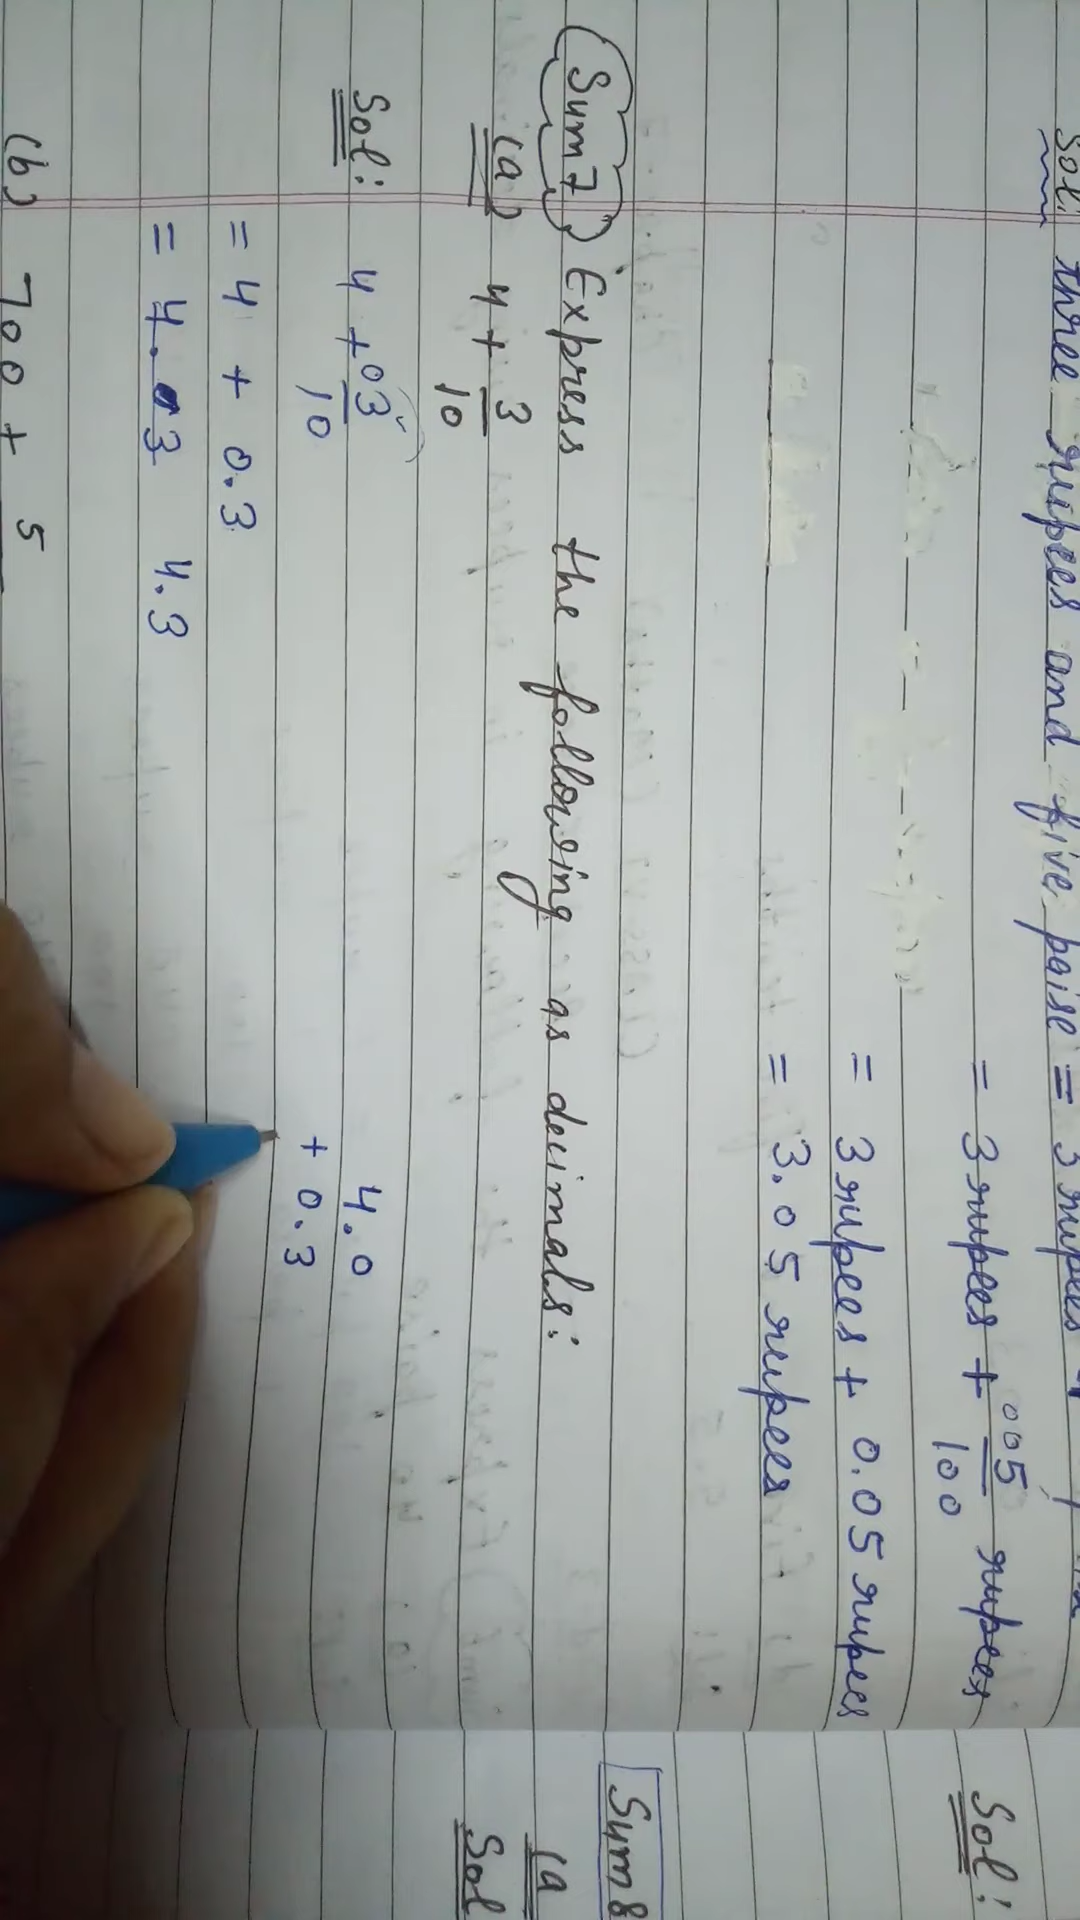 Sol: three rupees and five paise = 3 rupees
= 3 rupees + 005/100 rupees
= 3 rupees + 0.05 rupees
= 3.05 rupees
Sum 7) Express the following as decimals:
(a) 4 + 3/10
Sol: 4 + 03/10
4.0
+ 0.3
= 4 + 0.3
= 4.3 4.3
(b) 700 + 5
Sol:
Sum 8
(a
Sol